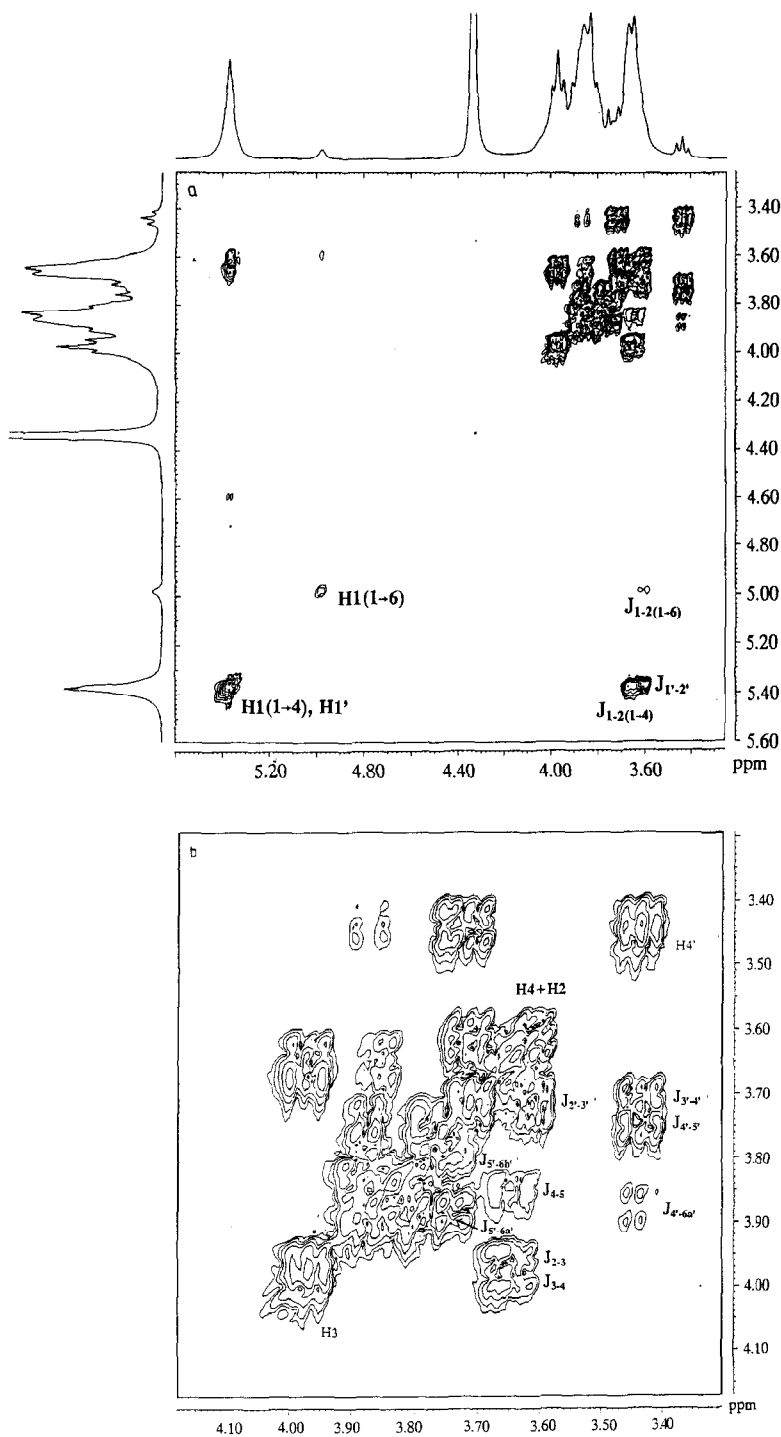 a
3.40
3.60
3.80
4.00
4.20
4.40
4.60
4.80
5.00
5.20
5.40
5.60
H1(1→6)
J1-2(1→6)
H1(1→4), H1'
J1'-2'
J1-2(1→4)
5.20 4.80 4.40 4.00 3.60 ppm
b
3.40
3.50
3.60
3.70
3.80
3.90
4.00
4.10
H4'
H4+H2
J2'-3'
J3'-4'
J4'-5'
J5'-6b'
J4-5
J4'-6a'
J5'-6a'
J2-3
J3-4
H3
ppm
4.10 4.00 3.90 3.80 3.70 3.60 3.50 3.40